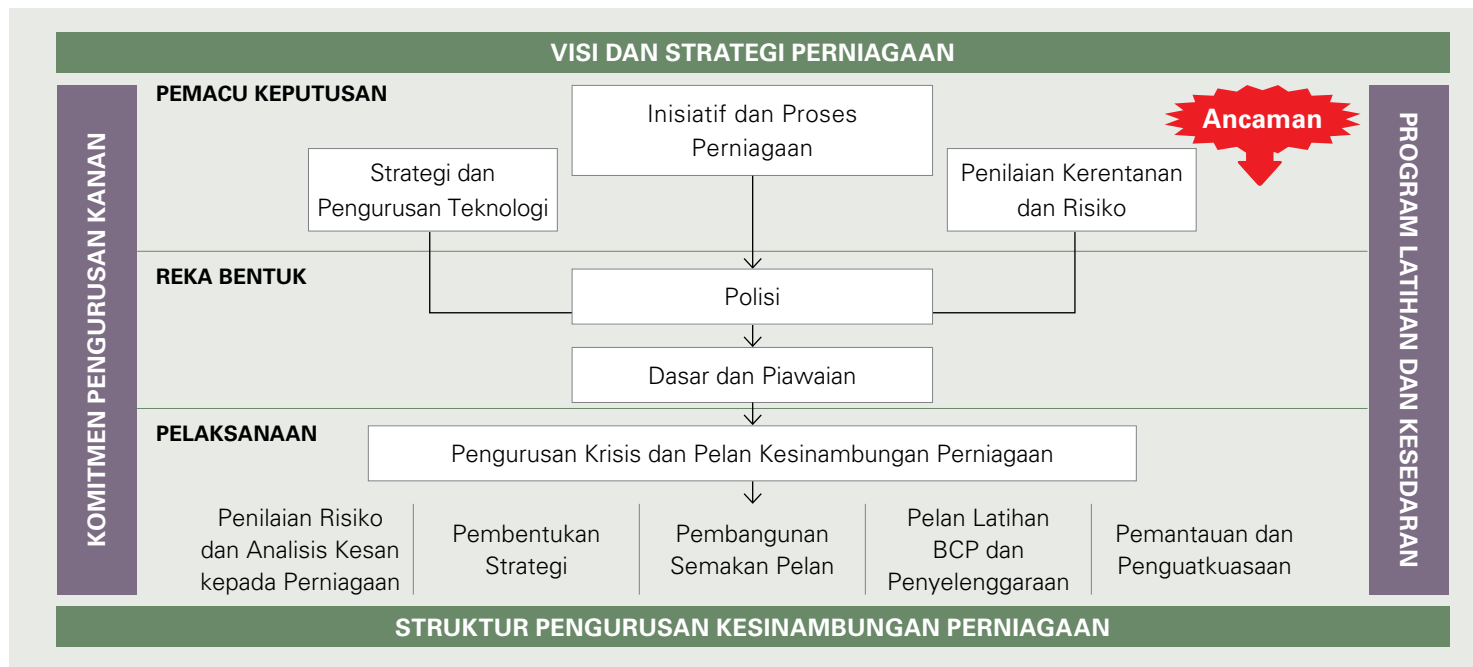 VISI DAN STRATEGI PERNIAGAAN
KOMITMEN PENGURUSAN KANAN
PEMACU KEPUTUSAN
Inisiatif dan Proses
Perniagaan
Strategi dan
Pengurusan Teknologi
Penilaian Kerentanan
dan Risiko
Ancaman
PROGRAM LATIHAN DAN KESEDARAN
REKA BENTUK
Polisi
Dasar dan Piawaian
PELAKSANAAN
Pengurusan Krisis dan Pelan Kesinambungan Perniagaan
Penilaian Risiko
dan Analisis Kesan
kepada Perniagaan
Pembentukan
Strategi
Pembangunan
Semakan Pelan
Pelan Latihan
BCP dan
Penyelenggaraan
Pemantauan dan
Penguatkuasaan
STRUKTUR PENGURUSAN KESINAMBUNGAN PERNIAGAAN